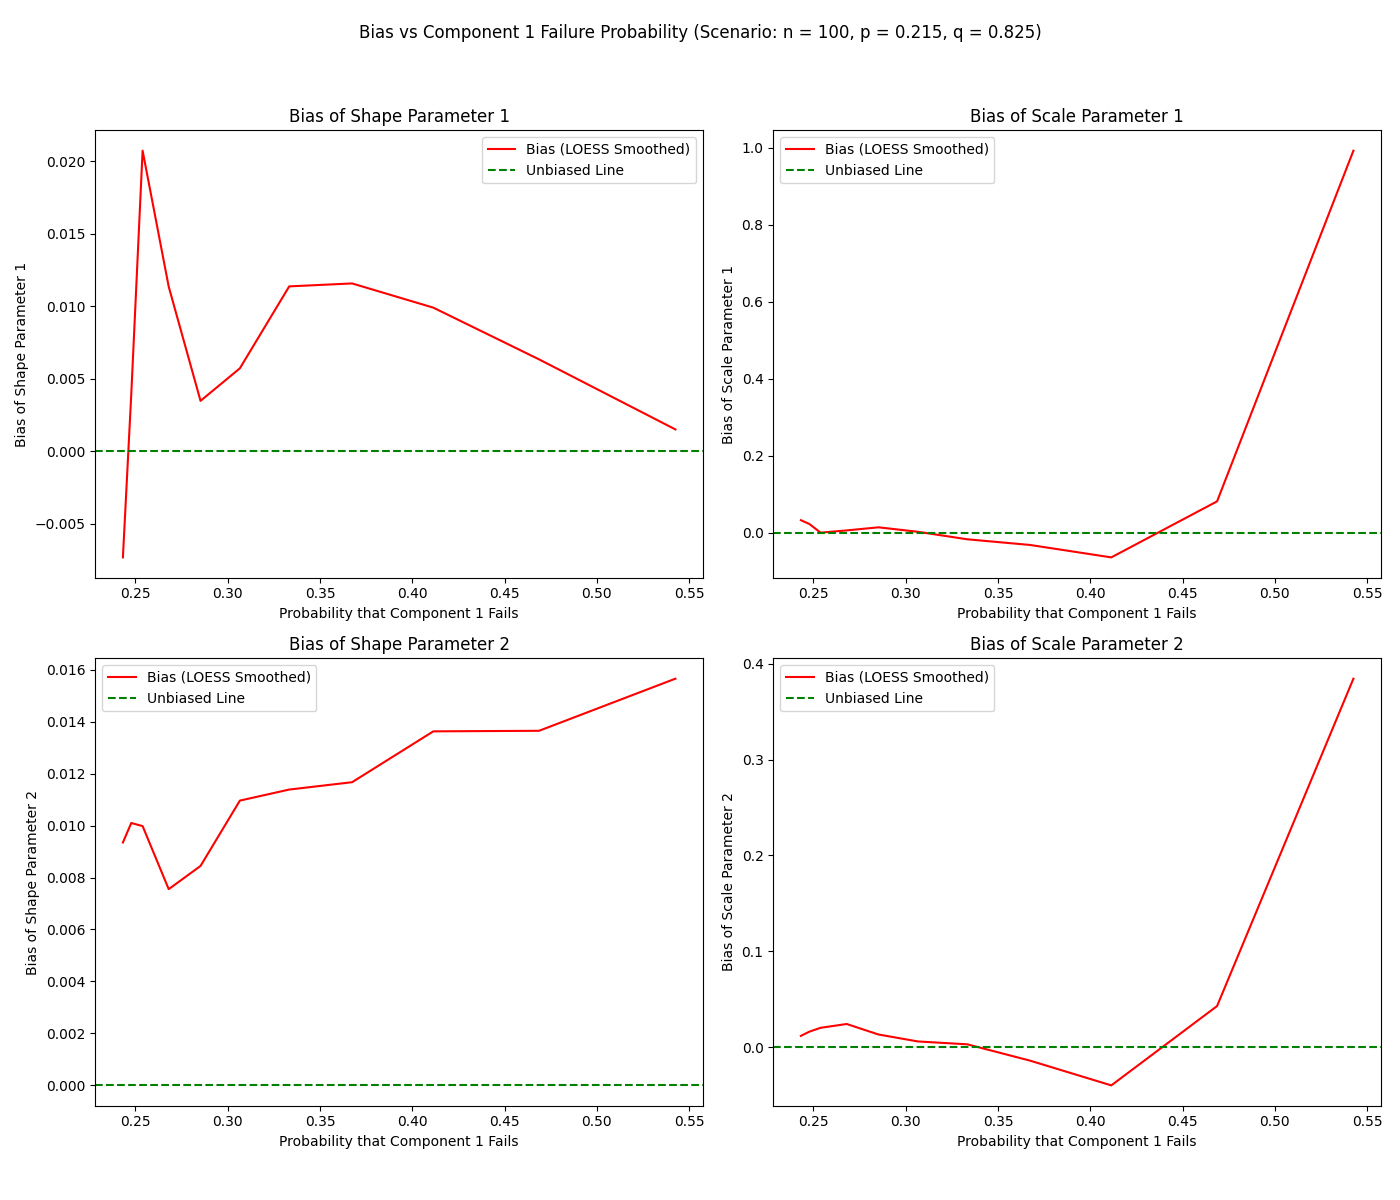 Bias vs Component 1 Failure Probability (Scenario: n = 100, p = 0.215, q = 0.825)
Bias of Shape Parameter 1
Bias (LOESS Smoothed)
Unbiased Line
0.020
0.015
0.010
0.005
0.000
−0.005
Bias of Shape Parameter 1
0.25 0.30 0.35 0.40 0.45 0.50 0.55
Probability that Component 1 Fails
Bias of Scale Parameter 1
Bias (LOESS Smoothed)
Unbiased Line
1.0
0.8
0.6
0.4
0.2
0.0
Bias of Scale Parameter 1
0.25 0.30 0.35 0.40 0.45 0.50 0.55
Probability that Component 1 Fails
Bias of Shape Parameter 2
Bias (LOESS Smoothed)
Unbiased Line
0.016
0.014
0.012
0.010
0.008
0.006
0.004
0.002
0.000
Bias of Shape Parameter 2
0.25 0.30 0.35 0.40 0.45 0.50 0.55
Probability that Component 1 Fails
Bias of Scale Parameter 2
Bias (LOESS Smoothed)
Unbiased Line
0.4
0.3
0.2
0.1
0.0
Bias of Scale Parameter 2
0.25 0.30 0.35 0.40 0.45 0.50 0.55
Probability that Component 1 Fails